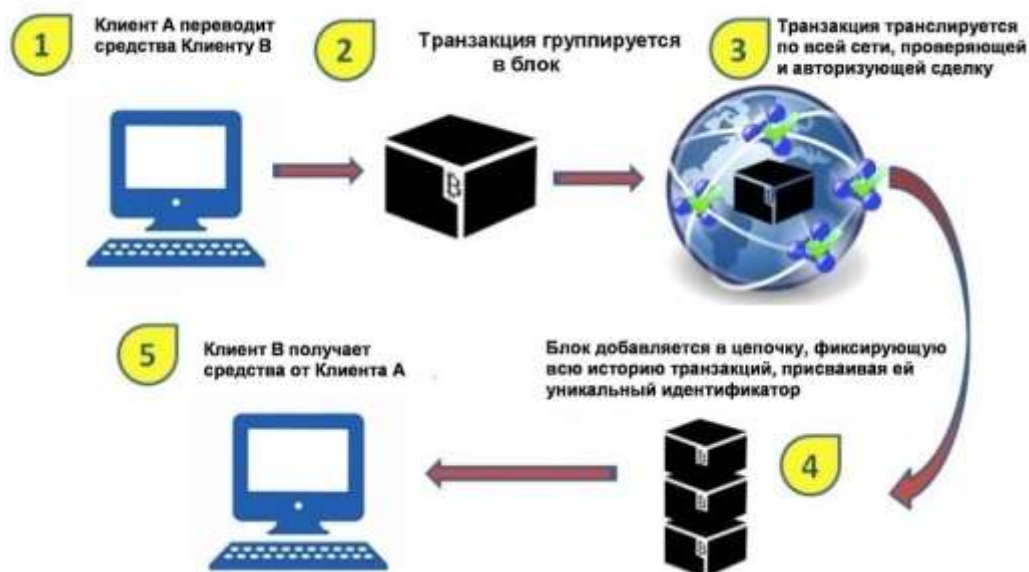 1
Клиент А переводит
средства Клиенту В
2
Транзакция группируется
в блок
3
Транзакция транслируется
по всей сети, проверяющей
и авторизующей сделку
4
Блок добавляется в цепочку, фиксирующую
всю историю транзакций, присваивая ей
уникальный идентификатор
5
Клиент В получает
средства от Клиента А